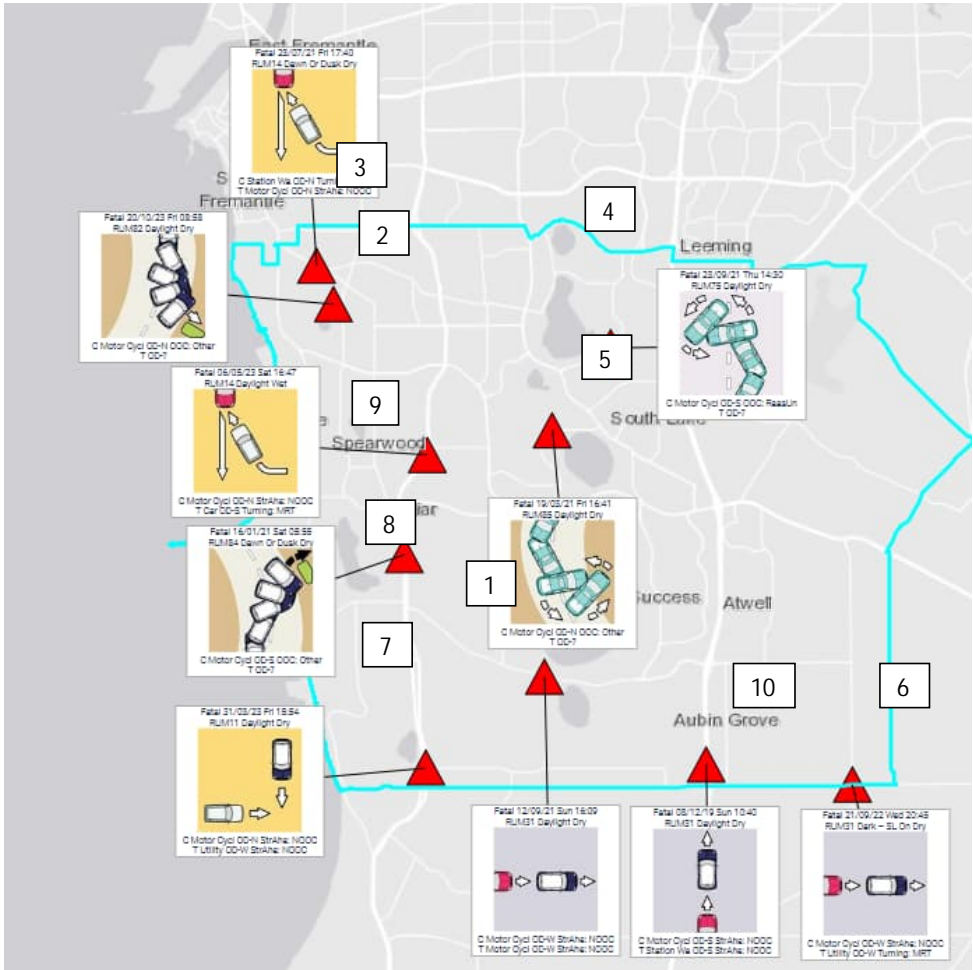 East Fremantle
Fatal 23/07/21 Fri 17:40
RUM14 Dawn Or Dusk Dry
C Station Wa OD-N
T Motor Cycl OD-N StrAhe: NOOC
3
4
2
Fremantle
Leeming
Fatal 20/10/23 Fri
RUM82 Daylight Dry
C Motor Cycl OD-N OOC: Other
T OD-?
Fatal 23/09/21 Thu 14:30
RUM75 Daylight Dry
C Motor Cycl OD-S OOC: ReasUn
T OD-?
5
Fatal 06/05/23 Sat 16:47
RUM14 Daylight Wet
C Motor Cycl OD-N StrAhe: NOOC
T Car OD-S Turning: MRT
9
Spearwood
South Lake
8
Fatal 16/01/21 Sat 05:55
RUM84 Dawn Or Dusk Dry
C Motor Cycl OD-S OOC: Other
T OD-?
Fatal 19/03/21 Fri 16:41
RUM85 Daylight Dry
C Motor Cycl OD-N OOC: Other
T OD-?
1
Success
Atwell
7
10
6
Aubin Grove
Fatal 31/03/23 Fri 15:54
RUM11 Daylight Dry
C Motor Cycl OD-N StrAhe: NOOC
T Utility OD-W StrAhe: NOOC
Fatal 12/09/21 Sun 16:09
RUM31 Daylight Dry
C Motor Cycl OD-W StrAhe: NOOC
T Motor Cycl OD-W StrAhe: NOOC
Fatal 08/12/19 Sun 10:40
RUM31 Daylight Dry
C Motor Cycl OD-S StrAhe: NOOC
T Station Wa OD-S StrAhe: NOOC
Fatal 21/09/22 Wed 20:45
RUM31 Dark – SL On Dry
C Motor Cycl OD-W StrAhe: NOOC
T Utility OD-W Turning: MRT